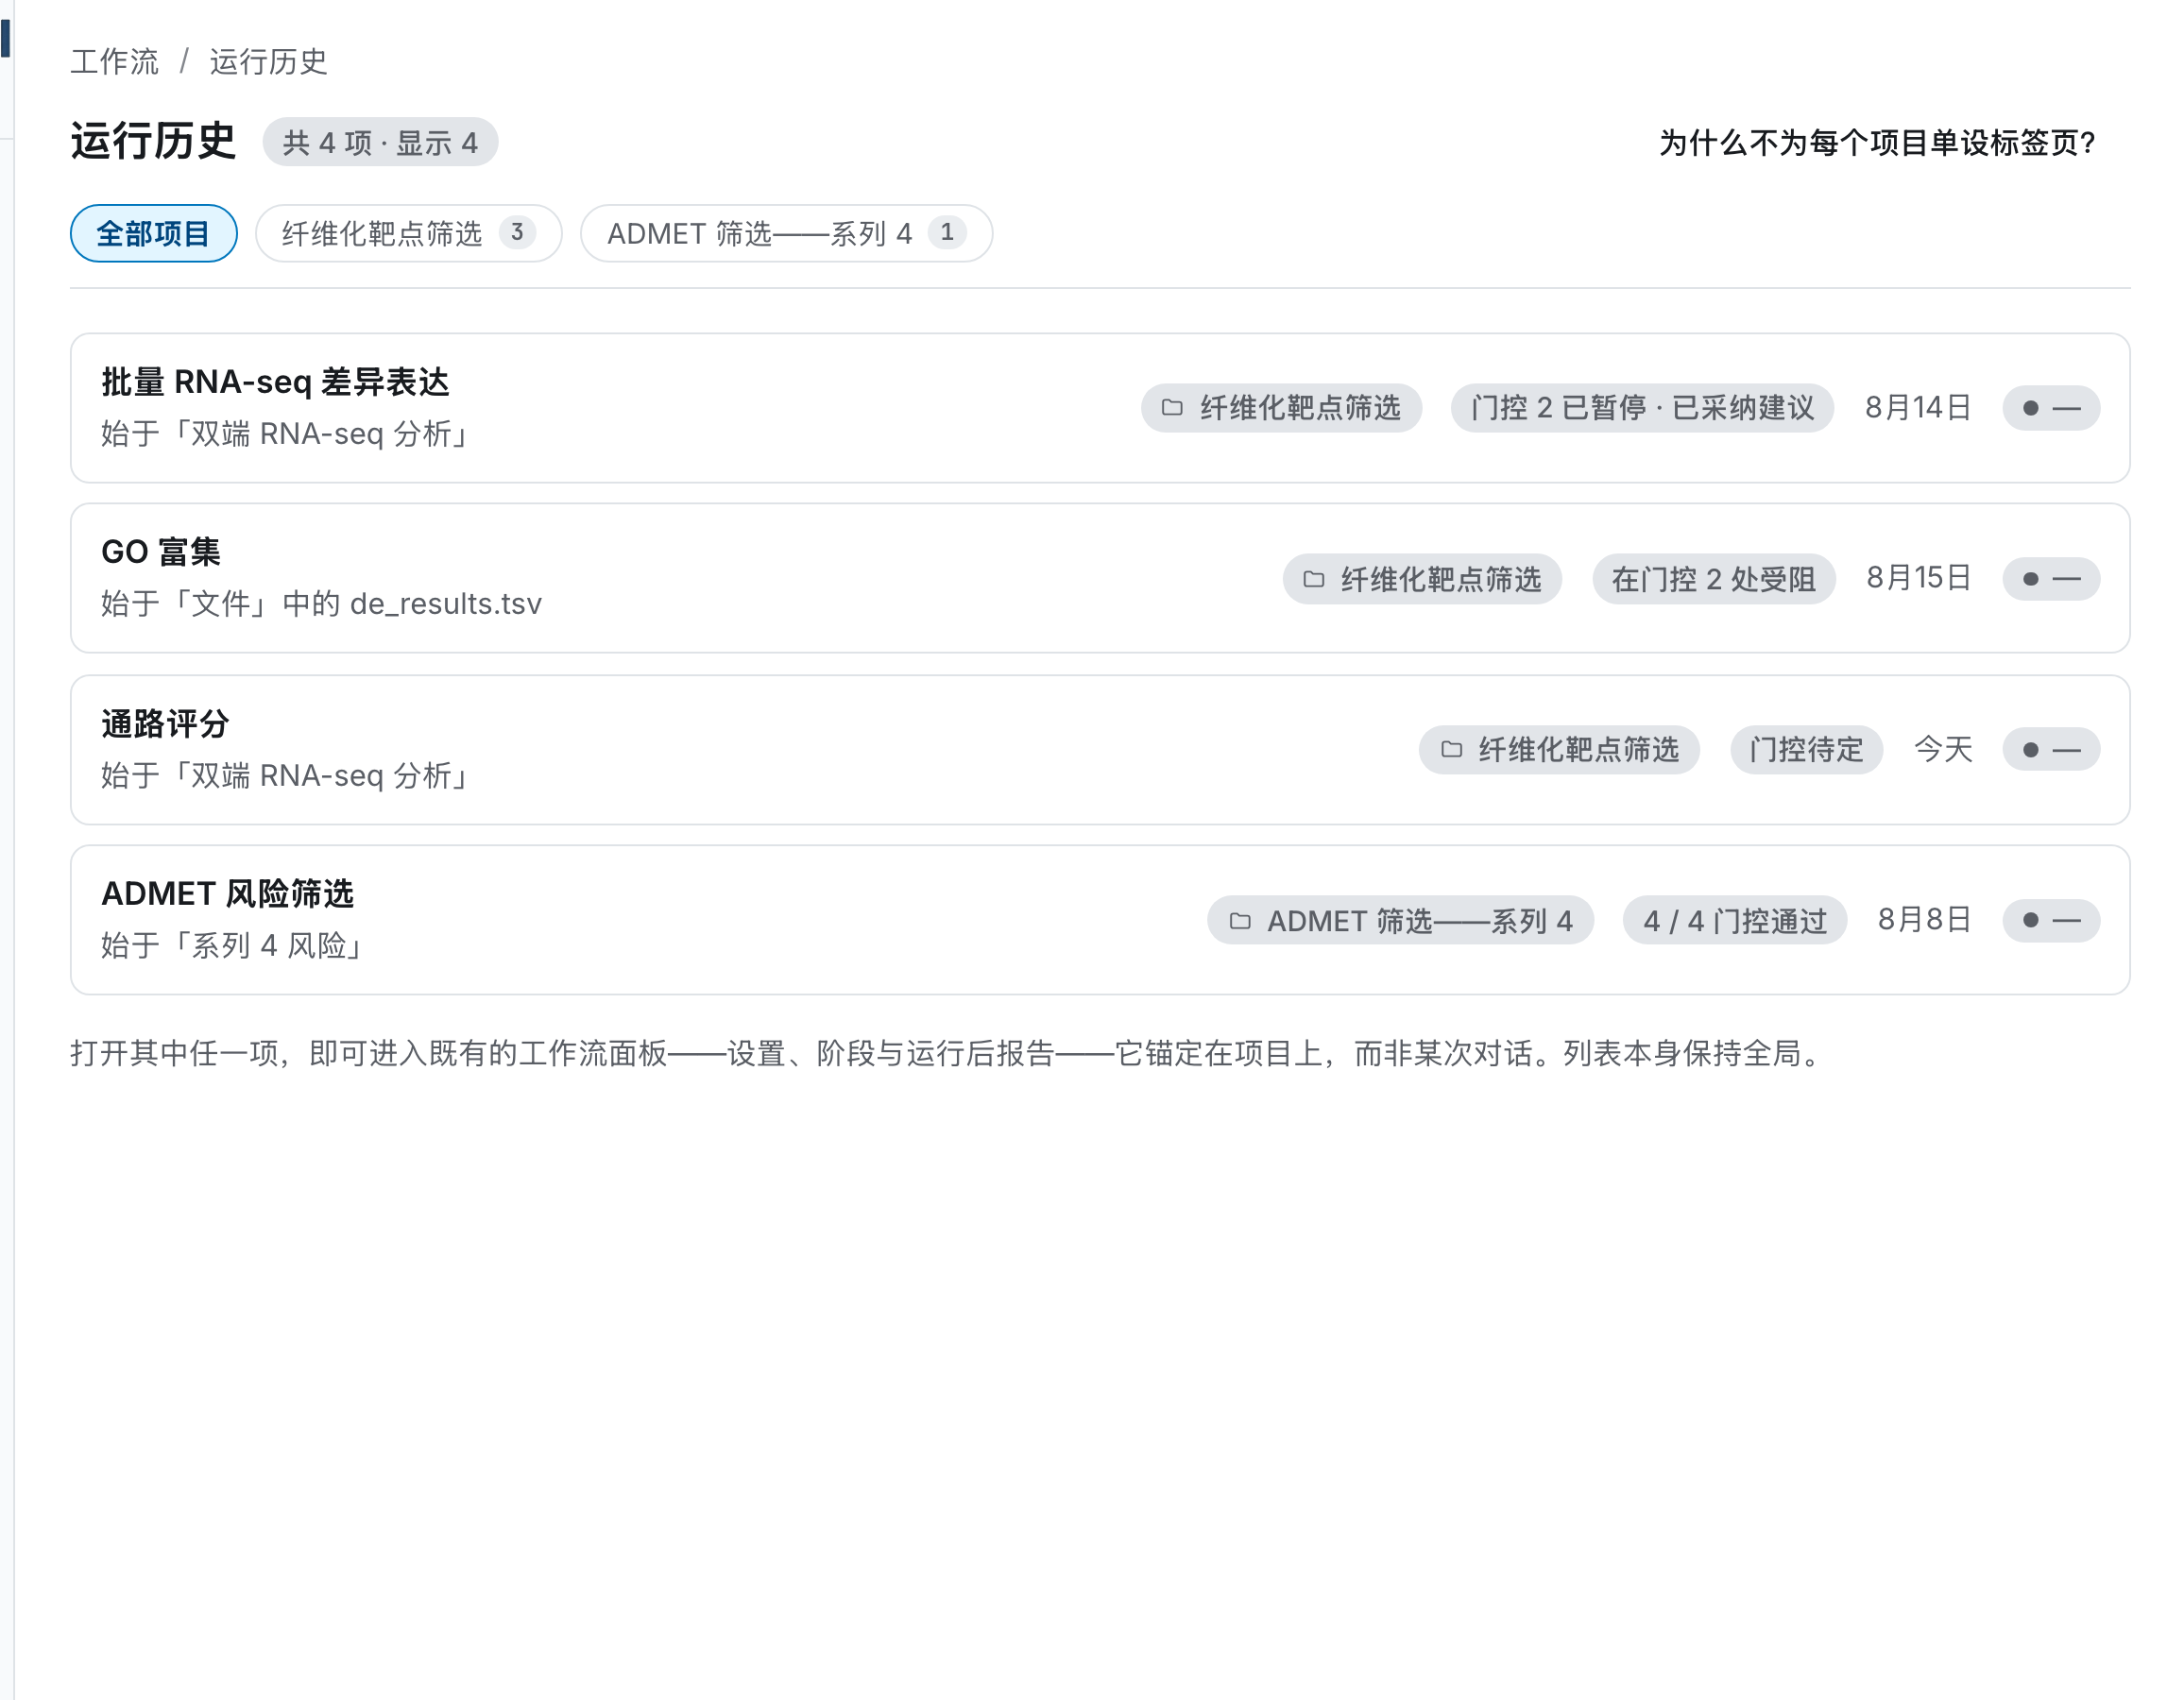 工作流 / 运行历史
运行历史 共 4 项 · 显示 4 为什么不为每个项目单设标签页?
全部项目 纤维化靶点筛选 3 ADMET 筛选——系列 4 1
批量 RNA-seq 差异表达
始于「双端 RNA-seq 分析」
纤维化靶点筛选 门控 2 已暂停 · 已采纳建议 8月14日 —
GO 富集
始于「文件」中的 de_results.tsv
纤维化靶点筛选 在门控 2 处受阻 8月15日 —
通路评分
始于「双端 RNA-seq 分析」
纤维化靶点筛选 门控待定 今天 —
ADMET 风险筛选
始于「系列 4 风险」
ADMET 筛选——系列 4 4 / 4 门控通过 8月8日 —
打开其中任一项，即可进入既有的工作流面板——设置、阶段与运行后报告——它锚定在项目上，而非某次对话。列表本身保持全局。